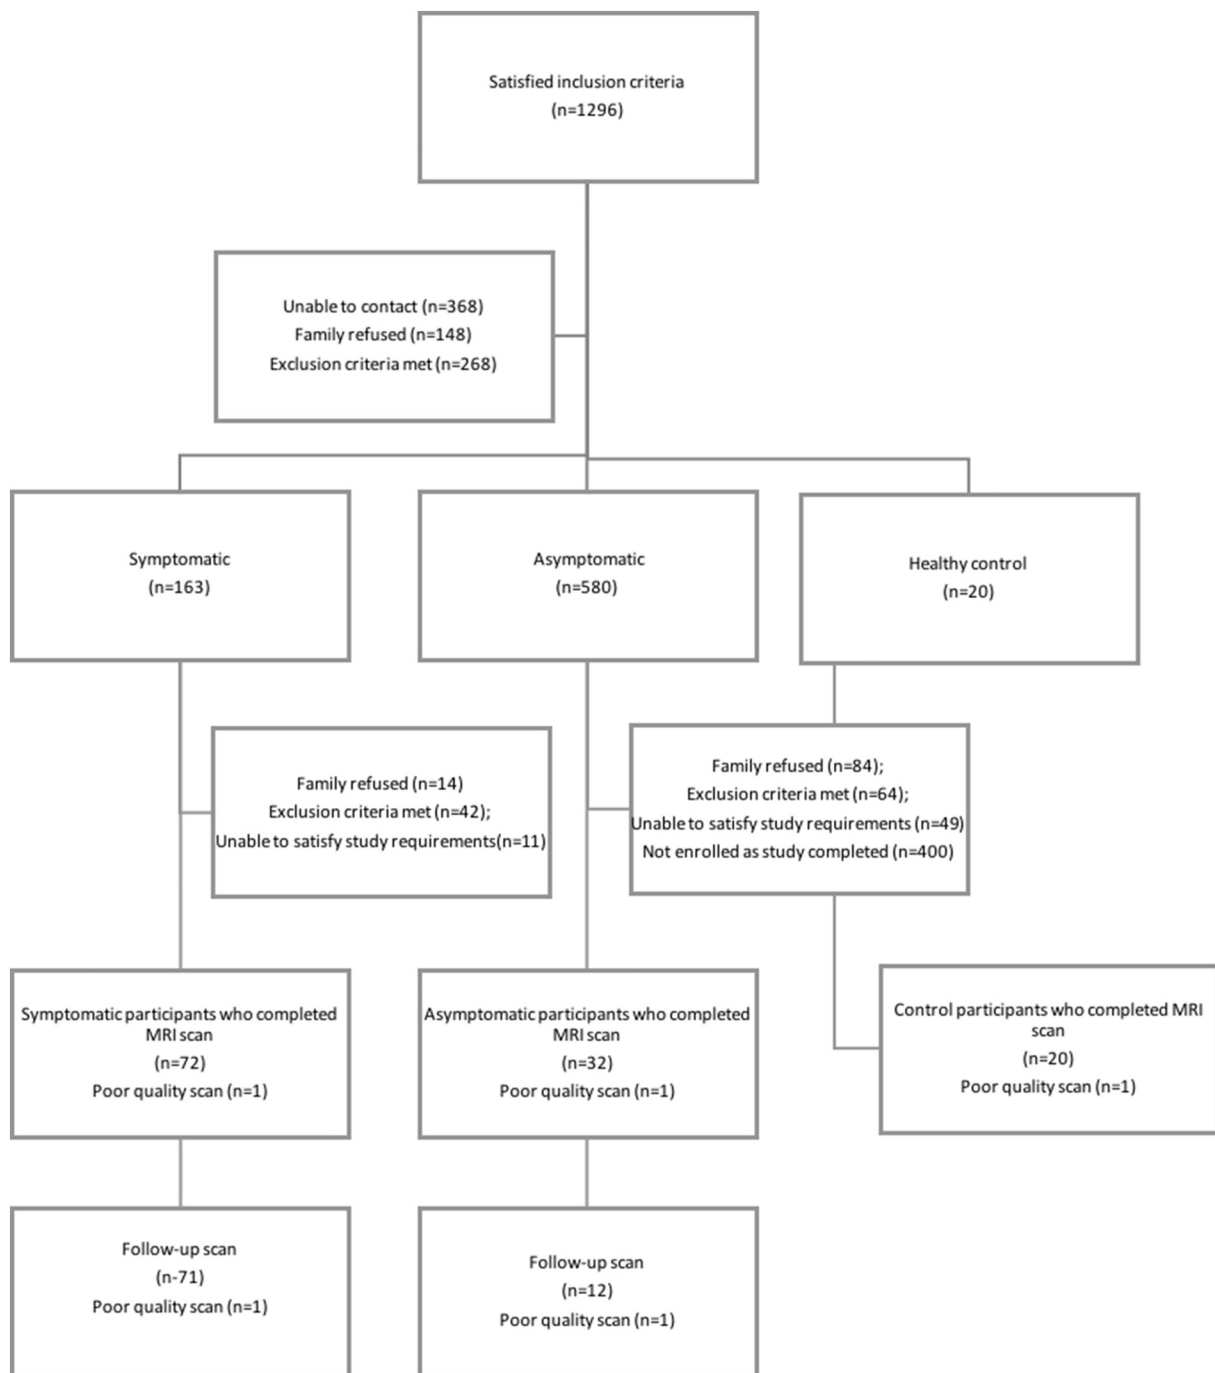 Satisfied inclusion criteria
(n=1296)
Unable to contact (n=368)
Family refused (n=148)
Exclusion criteria met (n=268)
Symptomatic
(n=163)
Asymptomatic
(n=580)
Healthy control
(n=20)
Family refused (n=14)
Exclusion criteria met (n=42);
Unable to satisfy study requirements(n=11)
Family refused (n=84);
Exclusion criteria met (n=64);
Unable to satisfy study requirements (n=49)
Not enrolled as study completed (n=400)
Symptomatic participants who completed
MRI scan
(n=72)
Poor quality scan (n=1)
Asymptomatic participants who completed
MRI scan
(n=32)
Poor quality scan (n=1)
Control participants who completed MRI
scan
(n=20)
Poor quality scan (n=1)
Follow-up scan
(n-71)
Poor quality scan (n=1)
Follow-up scan
(n=12)
Poor quality scan (n=1)